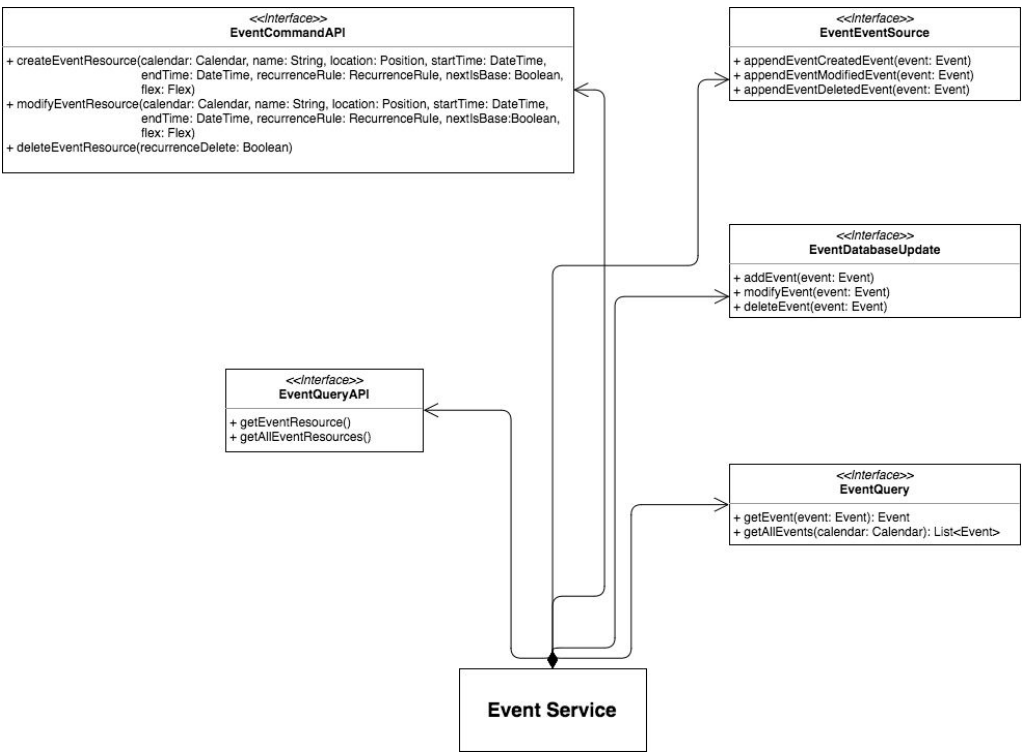 <<Interface>>
EventCommandAPI
+ createEventResource(calendar: Calendar, name: String, location: Position, startTime: DateTime,
endTime: DateTime, recurrenceRule: RecurrenceRule, nextIsBase: Boolean,
flex: Flex)
+ modifyEventResource(calendar: Calendar, name: String, location: Position, startTime: DateTime,
endTime: DateTime, recurrenceRule: RecurrenceRule, nextIsBase:Boolean,
flex: Flex)
+ deleteEventResource(recurrenceDelete: Boolean)
<<Interface>>
EventEventSource
+ appendEventCreatedEvent(event: Event)
+ appendEventModifiedEvent(event: Event)
+ appendEventDeletedEvent(event: Event)
<<Interface>>
EventDatabaseUpdate
+ addEvent(event: Event)
+ modifyEvent(event: Event)
+ deleteEvent(event: Event)
<<Interface>>
EventQueryAPI
+ getEventResource()
+ getAllEventResources()
<<Interface>>
EventQuery
+ getEvent(event: Event): Event
+ getAllEvents(calendar: Calendar): List<Event>
Event Service